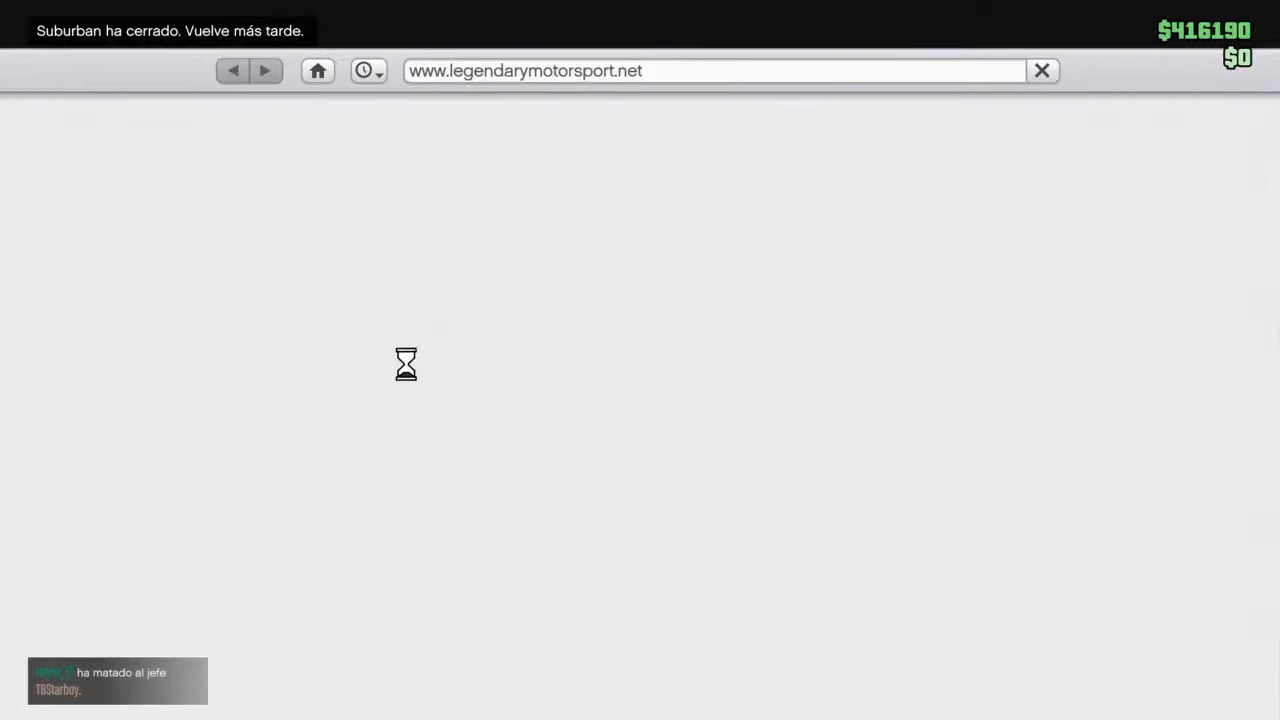 Suburban ha cerrado. Vuelve más tarde.
$416190
$0
www.legendarymotorsport.net
ha matado al jefe
TBStarboy.